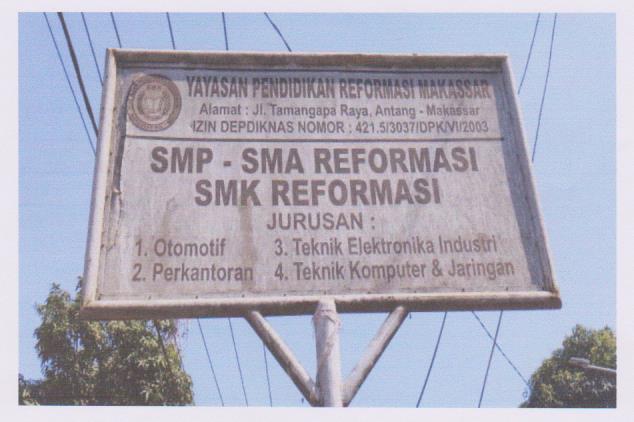 YAYASAN PENDIDIKAN REFORMASI MAKASSAR
Alamat : Jl. Tamangapa Raya, Antang - Makassar
IZIN DEPDIKNAS NOMOR : 421.5/3037/DPK/VI/2003
SMP - SMA REFORMASI
SMK REFORMASI
JURUSAN :
1. Otomotif
2. Perkantoran
3. Teknik Elektronika Industri
4. Teknik Komputer & Jaringan